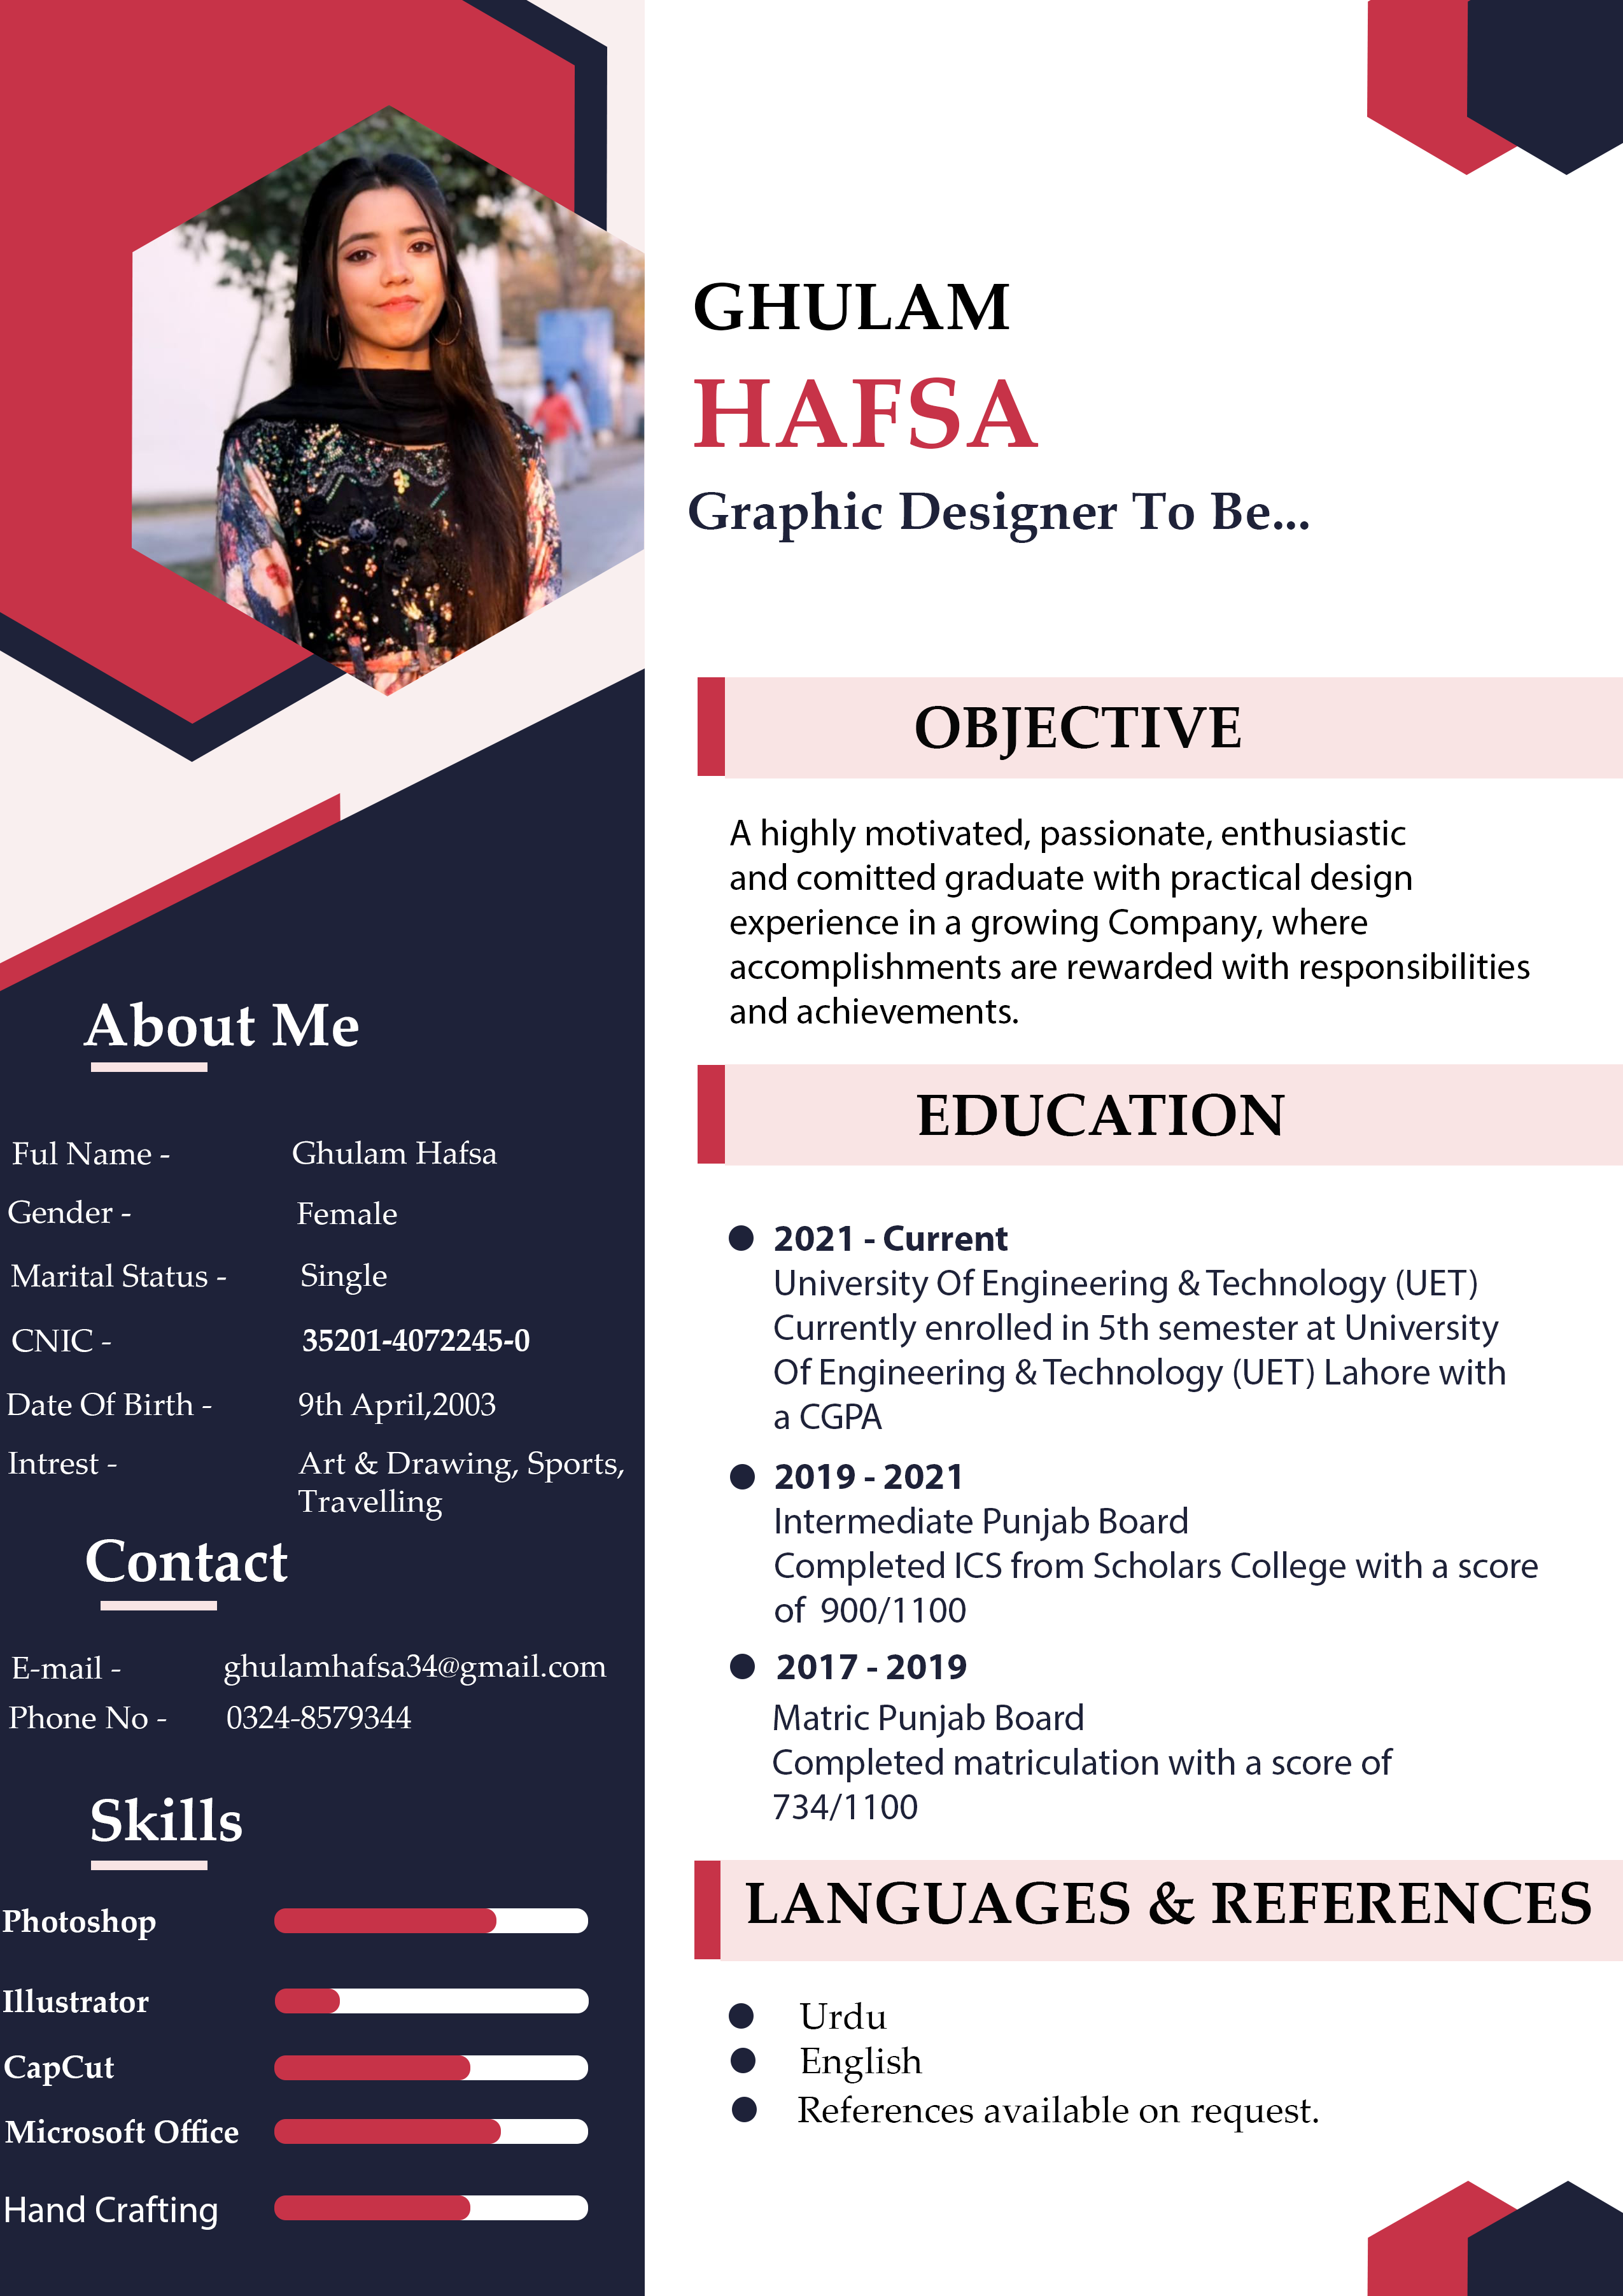 GHULAM
HAFSA
Graphic Designer To Be...
OBJECTIVE
A highly motivated, passionate, enthusiastic
and comitted graduate with practical design
experience in a growing Company, where
accomplishments are rewarded with responsibilities
and achievements.
EDUCATION
2021 - Current
University Of Engineering & Technology (UET)
Currently enrolled in 5th semester at University
Of Engineering & Technology (UET) Lahore with
a CGPA
2019 - 2021
Intermediate Punjab Board
Completed ICS from Scholars College with a score
of 900/1100
2017 - 2019
Matric Punjab Board
Completed matriculation with a score of
734/1100
LANGUAGES & REFERENCES
Urdu
English
References available on request.
About Me
Ful Name - Ghulam Hafsa
Gender - Female
Marital Status - Single
CNIC - 35201-4072245-0
Date Of Birth - 9th April,2003
Intrest - Art & Drawing, Sports,
Travelling
Contact
E-mail - ghulamhafsa34@gmail.com
Phone No - 0324-8579344
Skills
Photoshop
Illustrator
CapCut
Microsoft Office
Hand Crafting